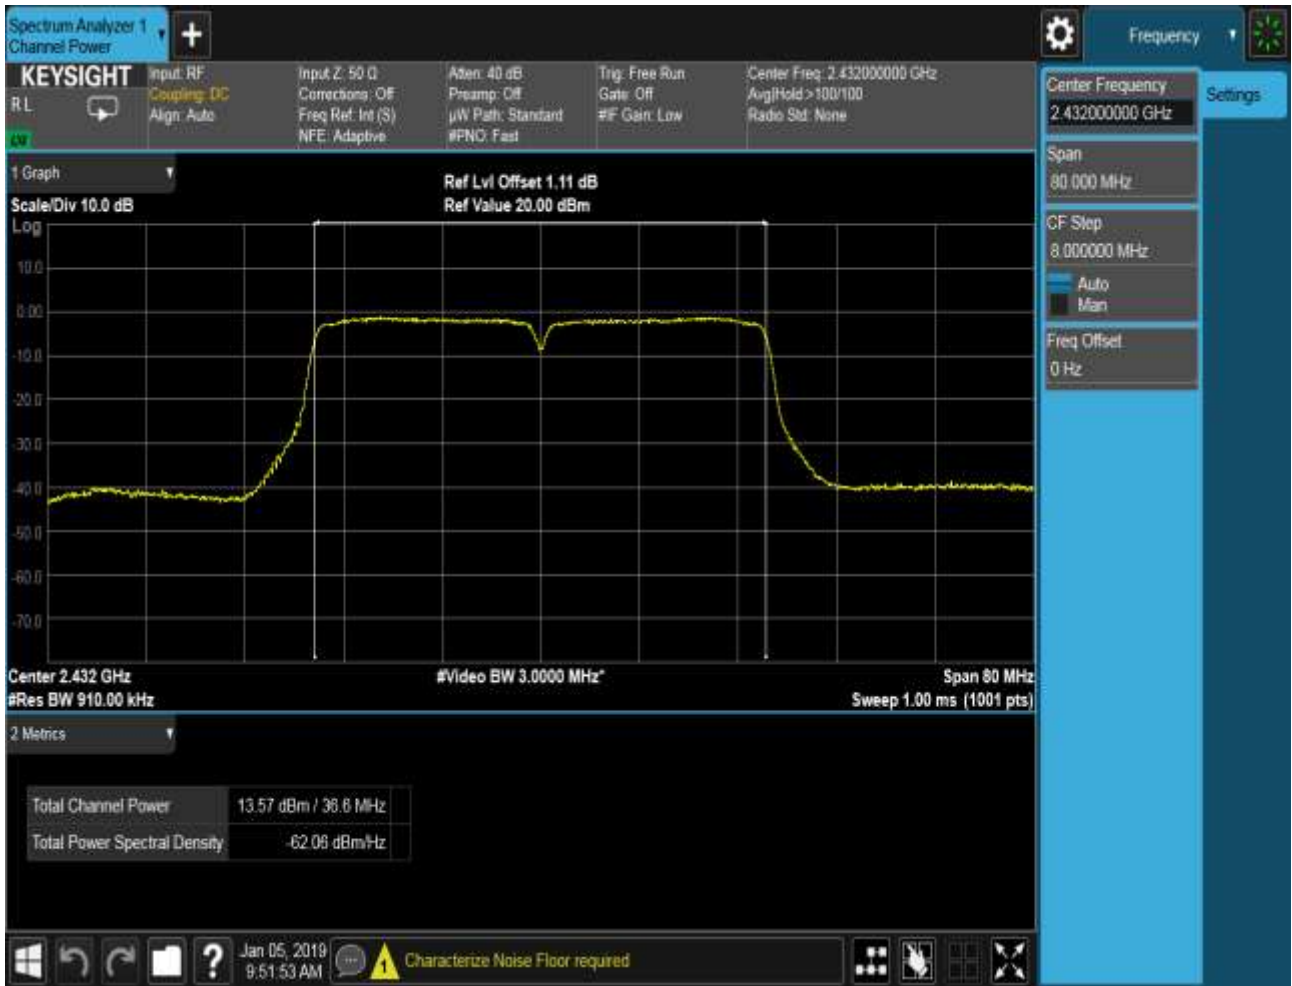 Spectrum Analyzer 1
Channel Power
Frequency
KEYSIGHT
RL
LXI
Input: RF
Coupling: DC
Align: Auto
Input Z: 50 Ω
Corrections: Off
Freq Ref: Int (S)
NFE: Adaptive
Atten: 40 dB
Preamp: Off
µW Path: Standard
#PNO: Fast
Trig: Free Run
Gate: Off
#IF Gain: Low
Center Freq: 2.432000000 GHz
Avg|Hold:>100/100
Radio Std: None
Center Frequency
2.432000000 GHz
Settings
Span
80.000 MHz
CF Step
8.000000 MHz
Auto
Man
Freq Offset
0 Hz
1 Graph
Scale/Div 10.0 dB
Ref Lvl Offset 1.11 dB
Ref Value 20.00 dBm
Log
10.0
0.00
-10.0
-20.0
-30.0
-40.0
-50.0
-60.0
-70.0
Center 2.432 GHz
#Video BW 3.0000 MHz*
Span 80 MHz
#Res BW 910.00 kHz
Sweep 1.00 ms (1001 pts)
2 Metrics
Total Channel Power 13.57 dBm / 36.6 MHz
Total Power Spectral Density -62.06 dBm/Hz
?
Jan 05, 2019
9:51:53 AM
1
Characterize Noise Floor required